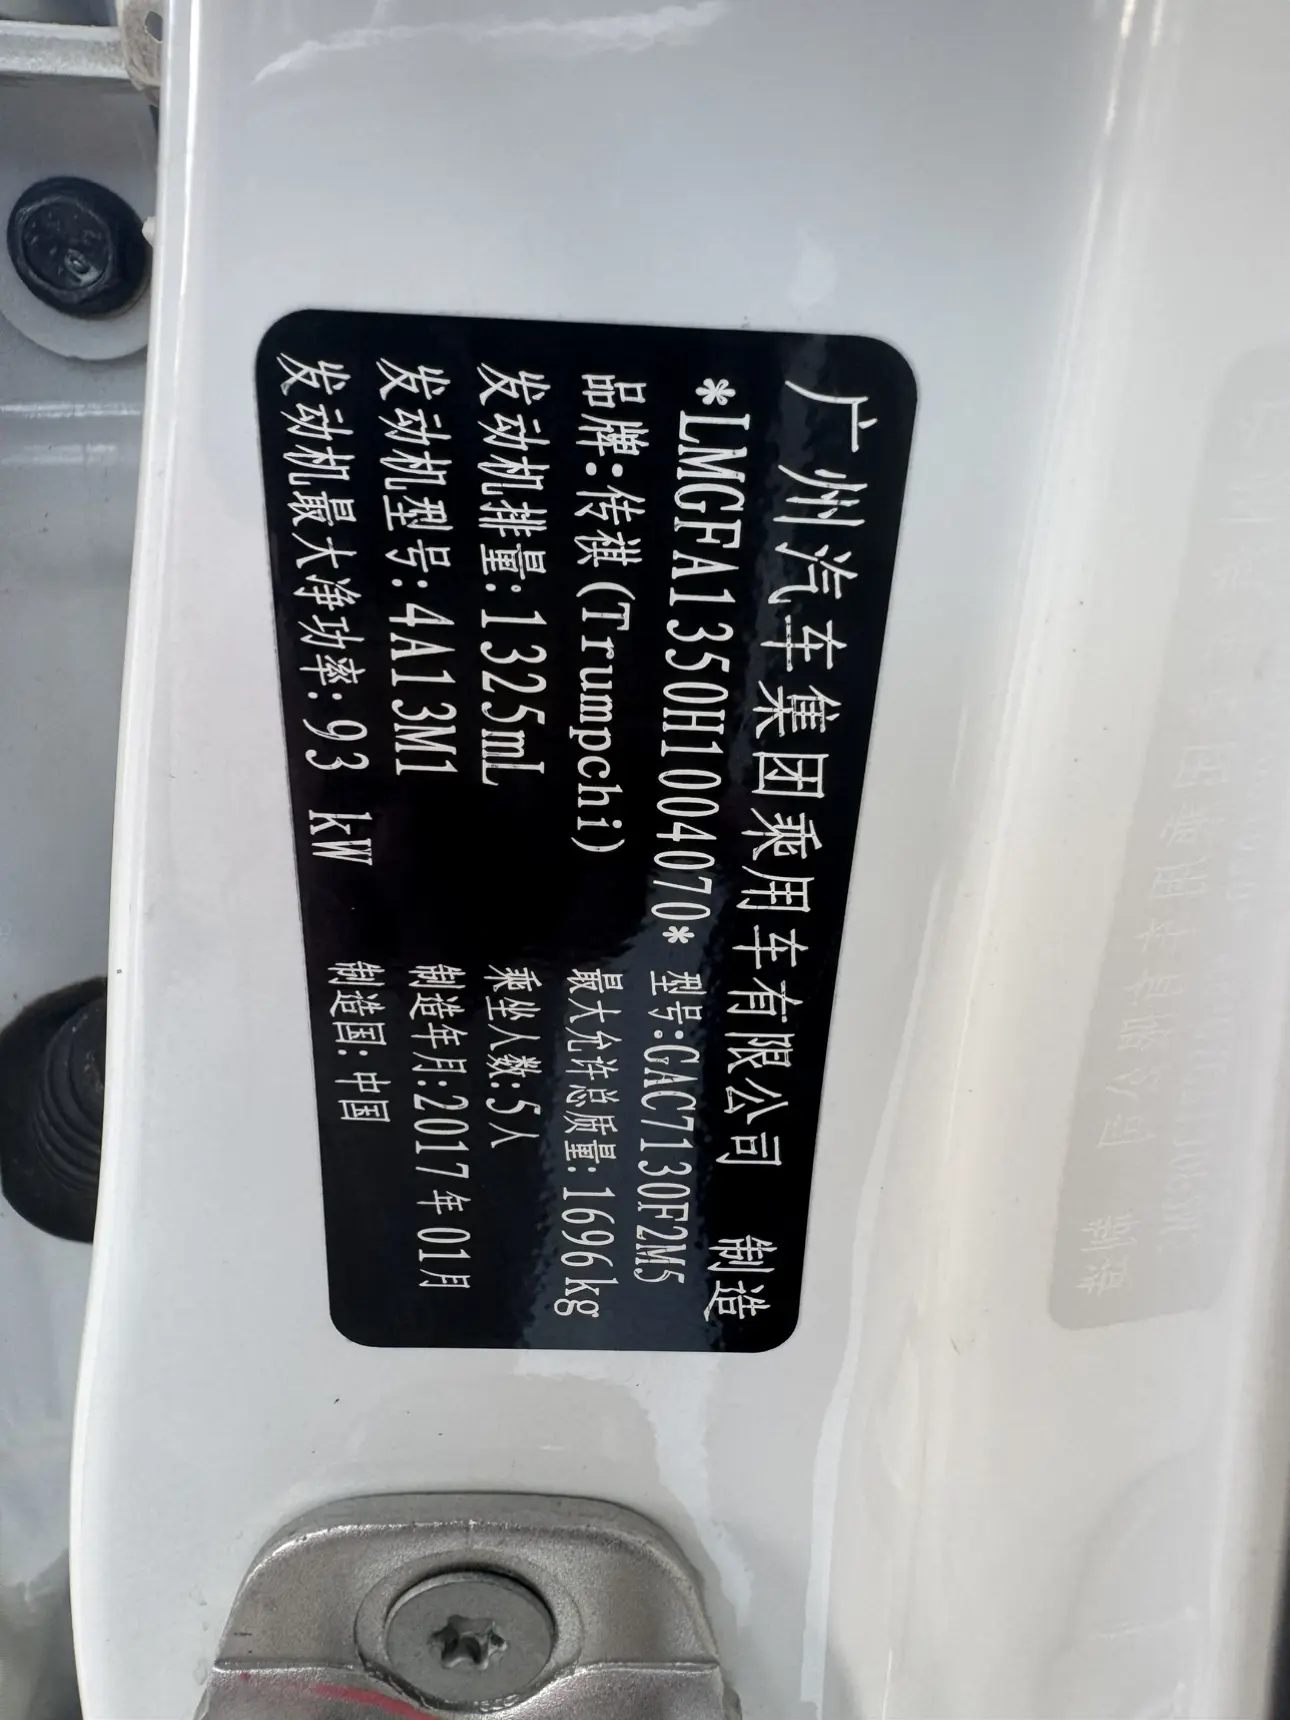 广州汽车集团乘用车有限公司 制造
*LMGFA1350H1004070* 型号:GAC7130F2M5
品牌:传祺(Trumpchi) 最大允许总质量:1696kg
发动机排量:1325mL 乘坐人数:5人
发动机型号:4A13M1 制造年月:2017年01月
发动机最大净功率:93 kW 制造国:中国